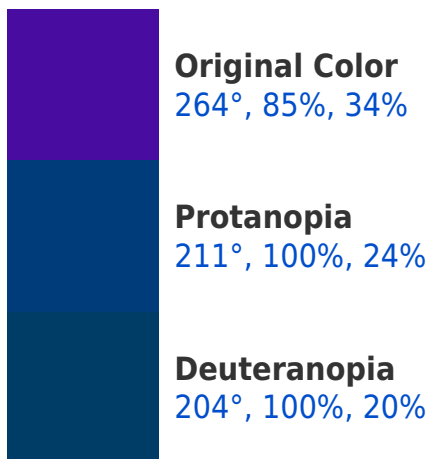 Original Color
264°, 85%, 34%
Protanopia
211°, 100%, 24%
Deuteranopia
204°, 100%, 20%